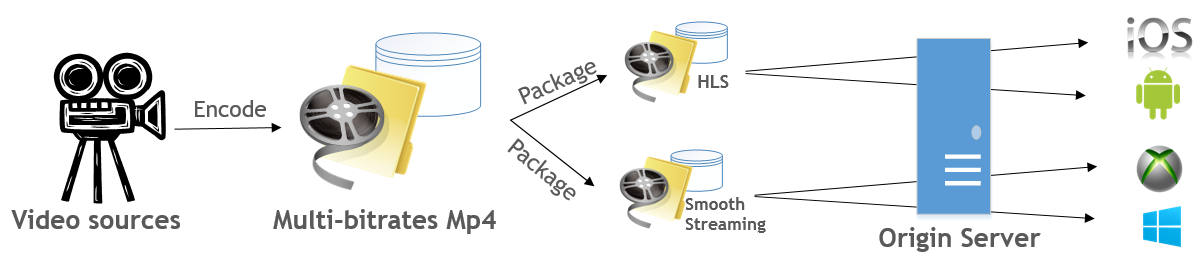 Video sources
Encode
Multi-bitrates Mp4
Package
Package
HLS
Smooth
Streaming
Origin Server
iOS